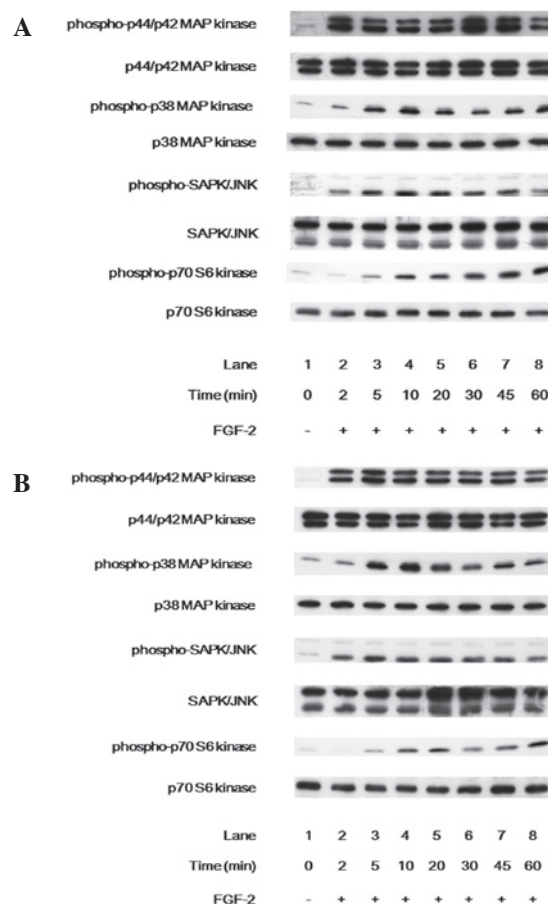 A
phospho-p44/p42 MAP kinase
p44/p42 MAP kinase
phospho-p38 MAP kinase
p38 MAP kinase
phospho-SAPK/JNK
SAPK/JNK
phospho-p70 S6 kinase
p70 S6 kinase
Lane 1 2 3 4 5 6 7 8
Time (min) 0 2 5 10 20 30 45 60
FGF-2 - + + + + + + +
B
phospho-p44/p42 MAP kinase
p44/p42 MAP kinase
phospho-p38 MAP kinase
p38 MAP kinase
phospho-SAPK/JNK
SAPK/JNK
phospho-p70 S6 kinase
p70 S6 kinase
Lane 1 2 3 4 5 6 7 8
Time (min) 0 2 5 10 20 30 45 60
FGF-2 - + + + + + + +